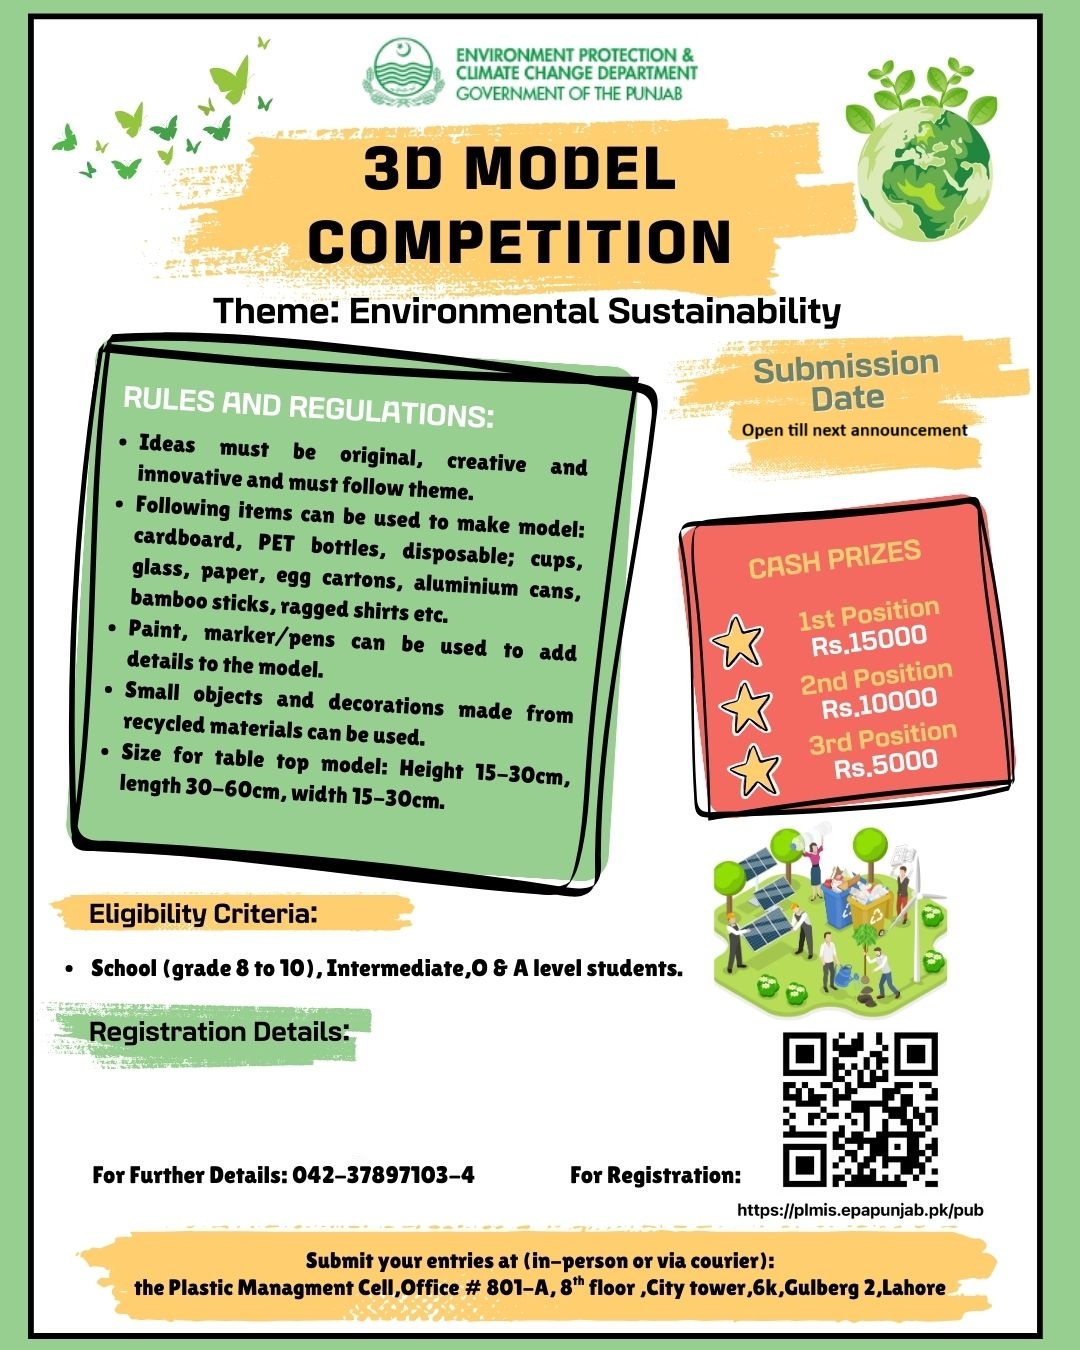 ENVIRONMENT PROTECTION &
CLIMATE CHANGE DEPARTMENT
GOVERNMENT OF THE PUNJAB
3D MODEL
COMPETITION
Theme: Environmental Sustainability
RULES AND REGULATIONS:
• Ideas must be original, creative and
innovative and must follow theme.
• Following items can be used to make model:
cardboard, PET bottles, disposable; cups,
glass, paper, egg cartons, aluminium cans,
bamboo sticks, ragged shirts etc.
• Paint, marker/pens can be used to add
details to the model.
• Small objects and decorations made from
recycled materials can be used.
• Size for table top model: Height 15-30cm,
length 30-60cm, width 15-30cm.
Submission
Date
Open till next announcement
CASH PRIZES
1st Position
Rs.15000
2nd Position
Rs.10000
3rd Position
Rs.5000
Eligibility Criteria:
• School (grade 8 to 10), Intermediate,O & A level students.
Registration Details:
For Further Details: 042-37897103-4
For Registration:
https://plmis.epapunjab.pk/pub
Submit your entries at (in-person or via courier):
the Plastic Managment Cell,Office # 801-A, 8th floor ,City tower,6k,Gulberg 2,Lahore